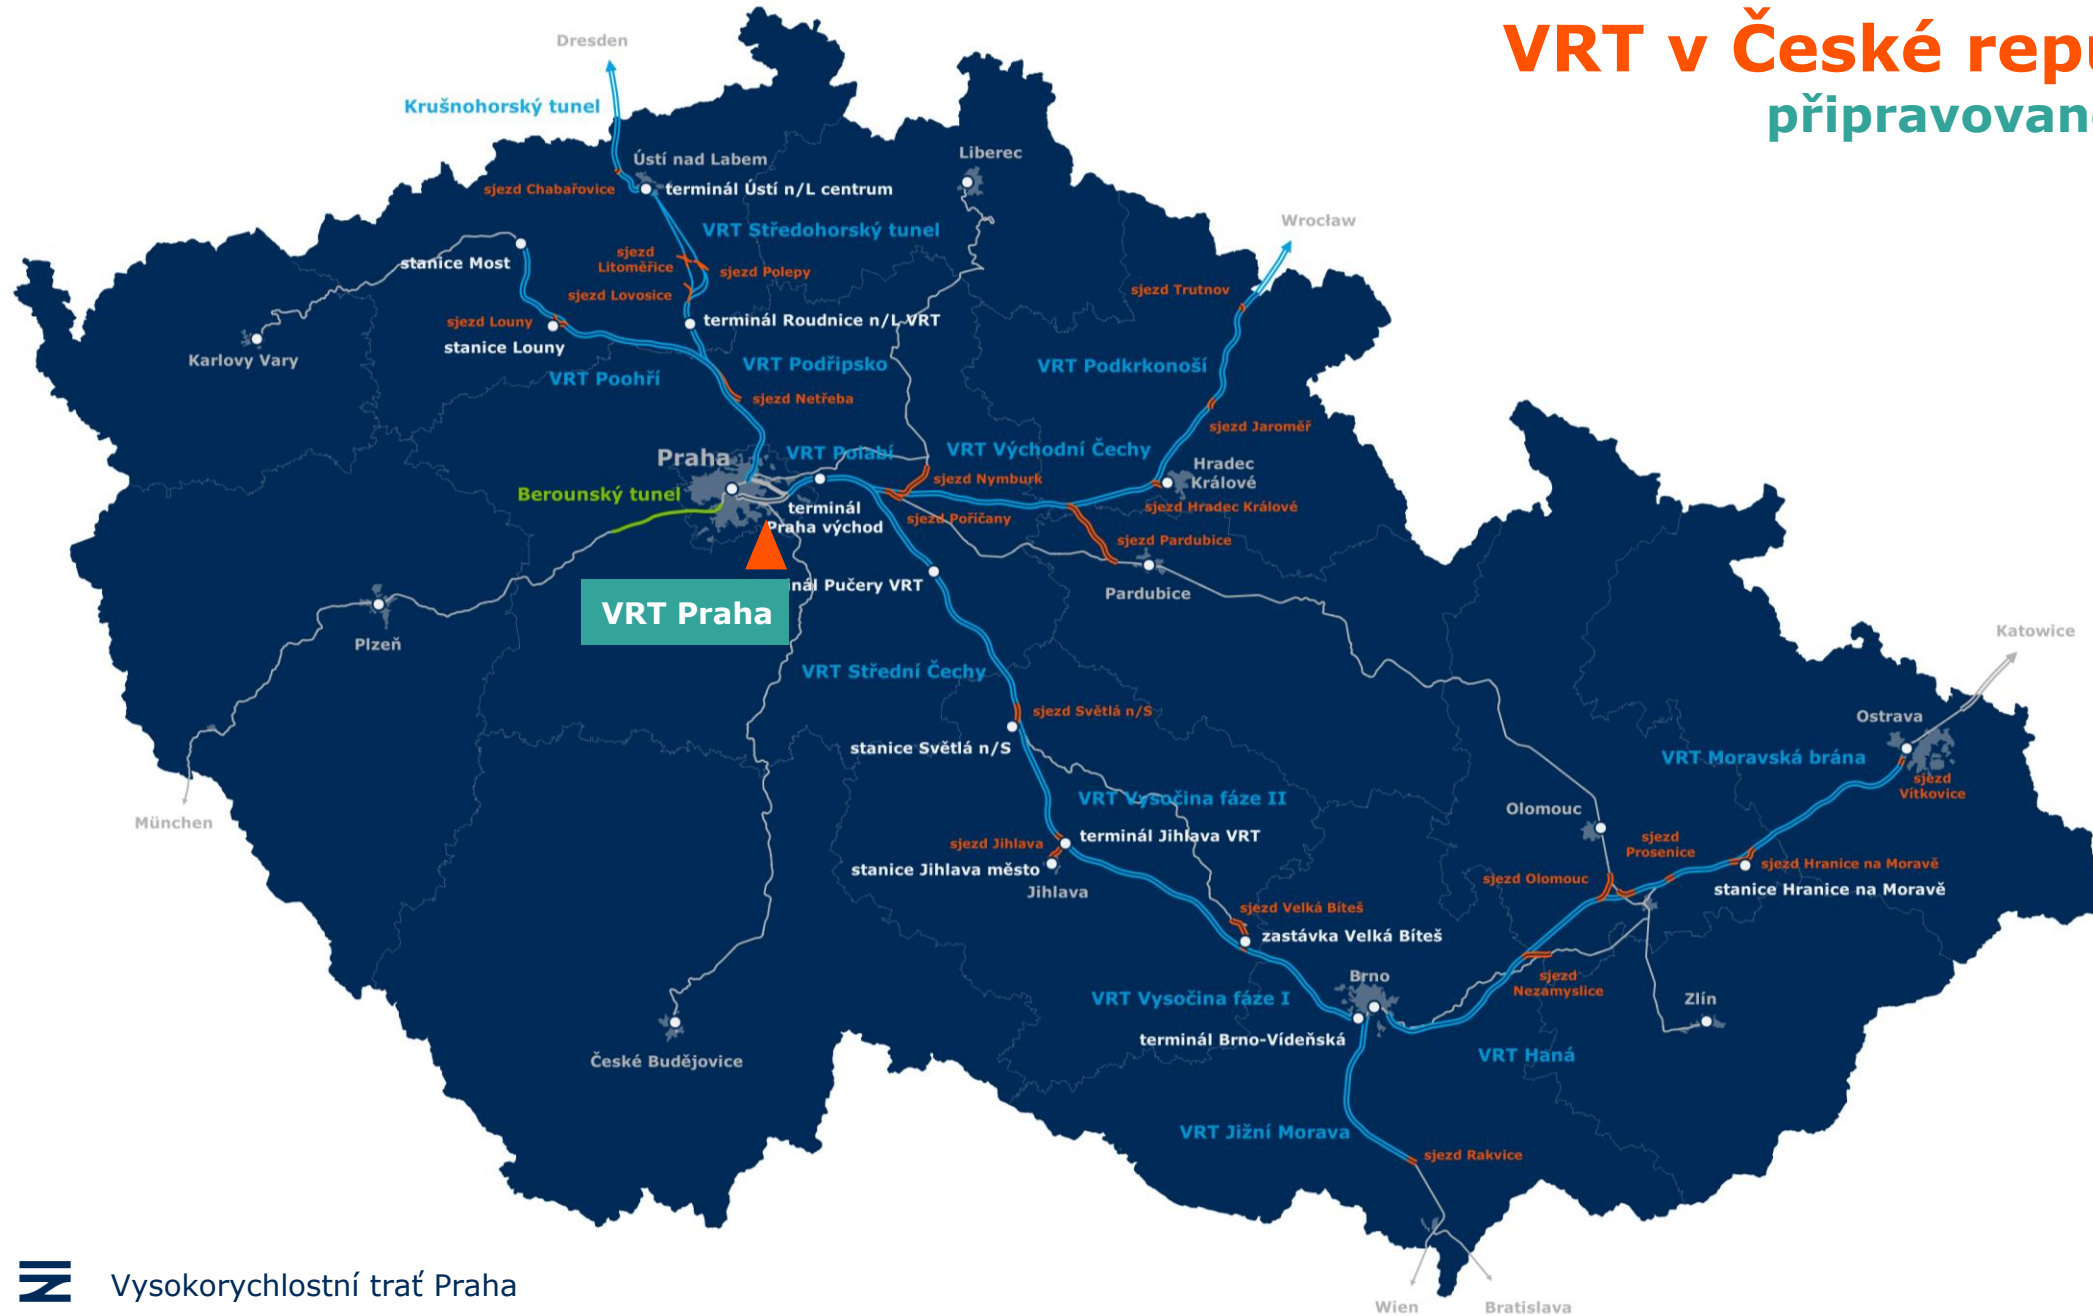 VRT v České repu
připravovan
Dresden
Krušnohorský tunel
Ústí nad Labem
Liberec
sjezd Chabařovice
terminál Ústí n/L centrum
Wrocław
VRT Středohorský tunel
sjezd
Litoměřice
stanice Most
sjezd Polepy
sjezd Lovosice
sjezd Trutnov
sjezd Louny
terminál Roudnice n/L VRT
stanice Louny
Karlovy Vary
VRT Podřipsko
VRT Podkrkonoší
VRT Poohří
sjezd Netřeba
sjezd Jaroměř
Praha
VRT Polabí
VRT Východní Čechy
Hradec
Králové
sjezd Nymburk
Berounský tunel
terminál
Praha východ
sjezd Poříčany
sjezd Hradec Králové
sjezd Pardubice
inál Pučery VRT
Pardubice
VRT Praha
Plzeň
Katowice
VRT Střední Čechy
sjezd Světlá n/S
Ostrava
stanice Světlá n/S
VRT Moravská brána
sjezd
Vítkovice
München
VRT Vysočina fáze II
Olomouc
terminál Jihlava VRT
sjezd Jihlava
sjezd
Prosenice
stanice Jihlava město
sjezd Hranice na Moravě
Jihlava
sjezd Olomouc
stanice Hranice na Moravě
sjezd Velká Bíteš
zastávka Velká Bíteš
Brno
sjezd
Nezamyslice
VRT Vysočina fáze I
Zlín
terminál Brno-Vídeňská
VRT Haná
České Budějovice
VRT Jižní Morava
sjezd Rakvice
Vysokorychlostní trať Praha
Wien
Bratislava